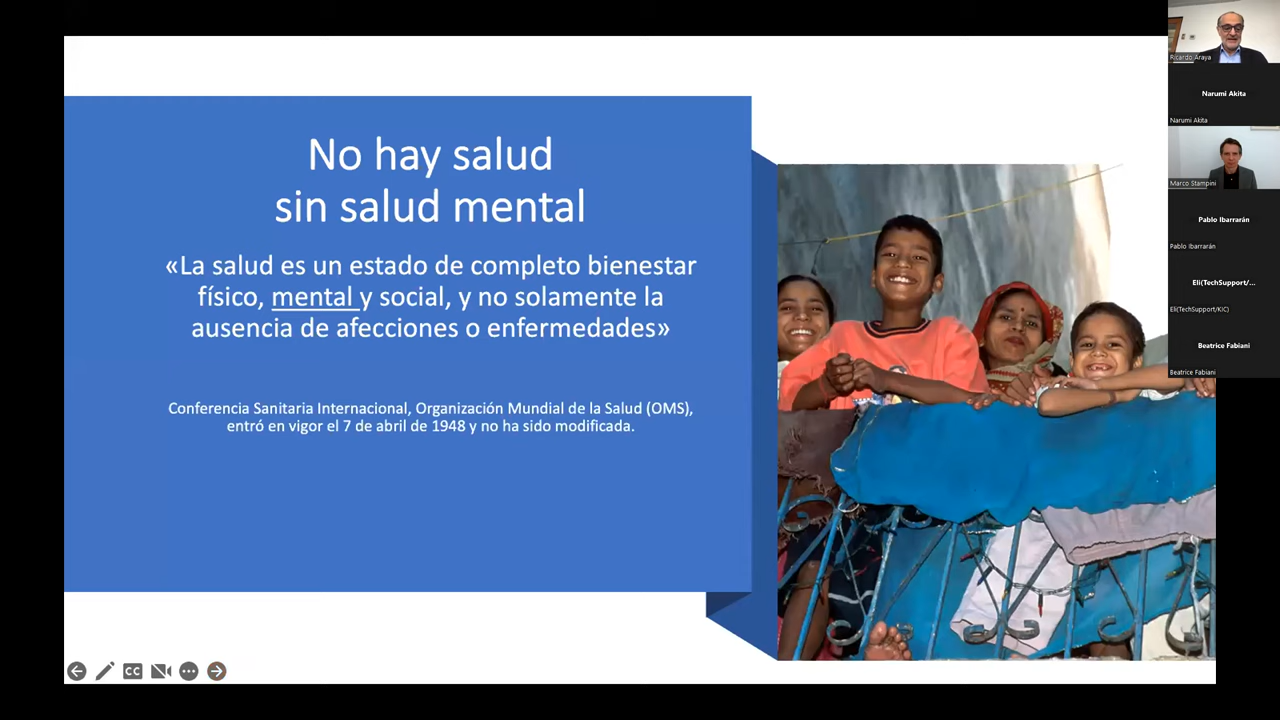 No hay salud
sin salud mental
«La salud es un estado de completo bienestar
físico, mental y social, y no solamente la
ausencia de afecciones o enfermedades»
Conferencia Sanitaria Internacional, Organización Mundial de la Salud (OMS),
entró en vigor el 7 de abril de 1948 y no ha sido modificada.
CC
Ricardo Araya
Narumi Akita
Narumi Akita
Marco Stampini
Pablo Ibarrarán
Pablo Ibarrarán
Eli(TechSupport/...
Eli(TechSupport/KIC)
Beatrice Fabiani
Beatrice Fabiani